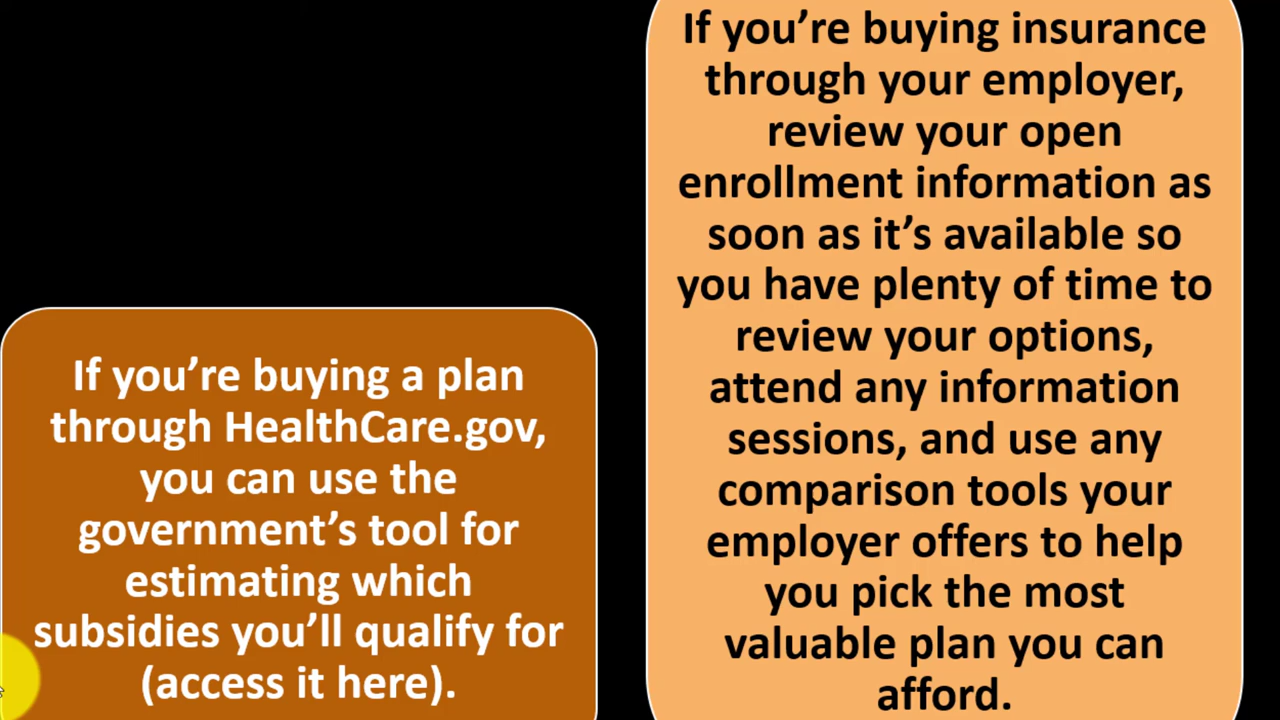 If you’re buying a plan
through HealthCare.gov,
you can use the
government’s tool for
estimating which
subsidies you’ll qualify for
(access it here).
If you’re buying insurance
through your employer,
review your open
enrollment information as
soon as it’s available so
you have plenty of time to
review your options,
attend any information
sessions, and use any
comparison tools your
employer offers to help
you pick the most
valuable plan you can
afford.